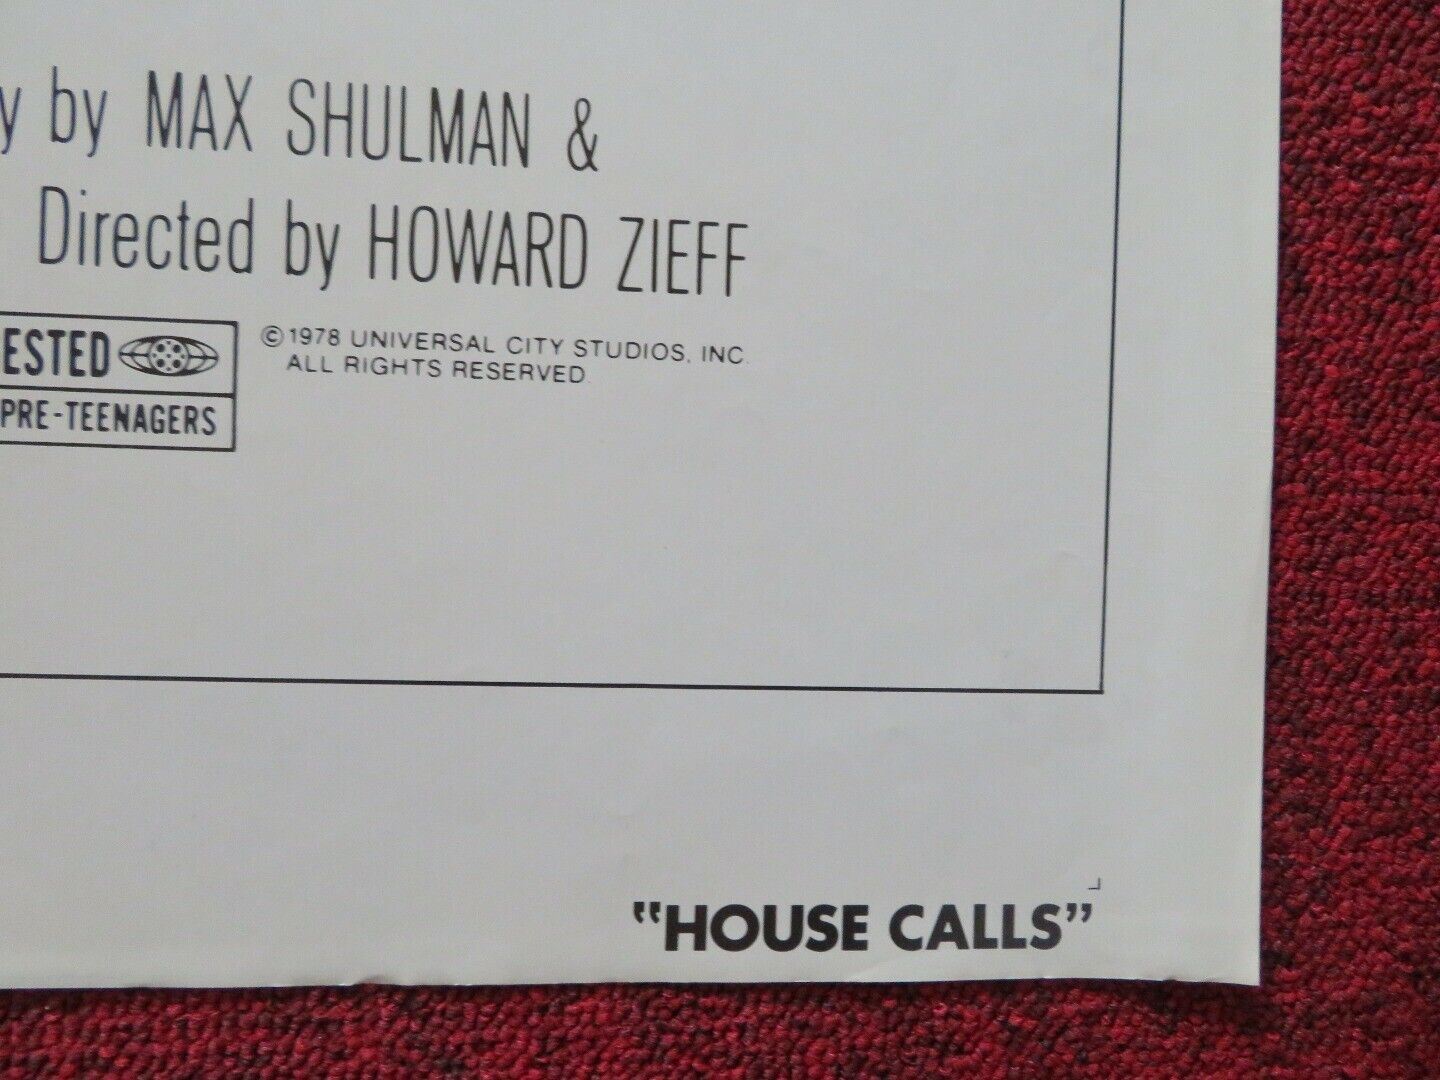 y by MAX SHULMAN &
Directed by HOWARD ZIEFF
ESTED
PRE-TEENAGERS
©1978 UNIVERSAL CITY STUDIOS, INC.
ALL RIGHTS RESERVED.
"HOUSE CALLS"